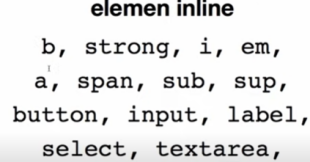 elemen inline
b, strong, i, em,
a, span, sub, sup,
button, input, label,
select, textarea,